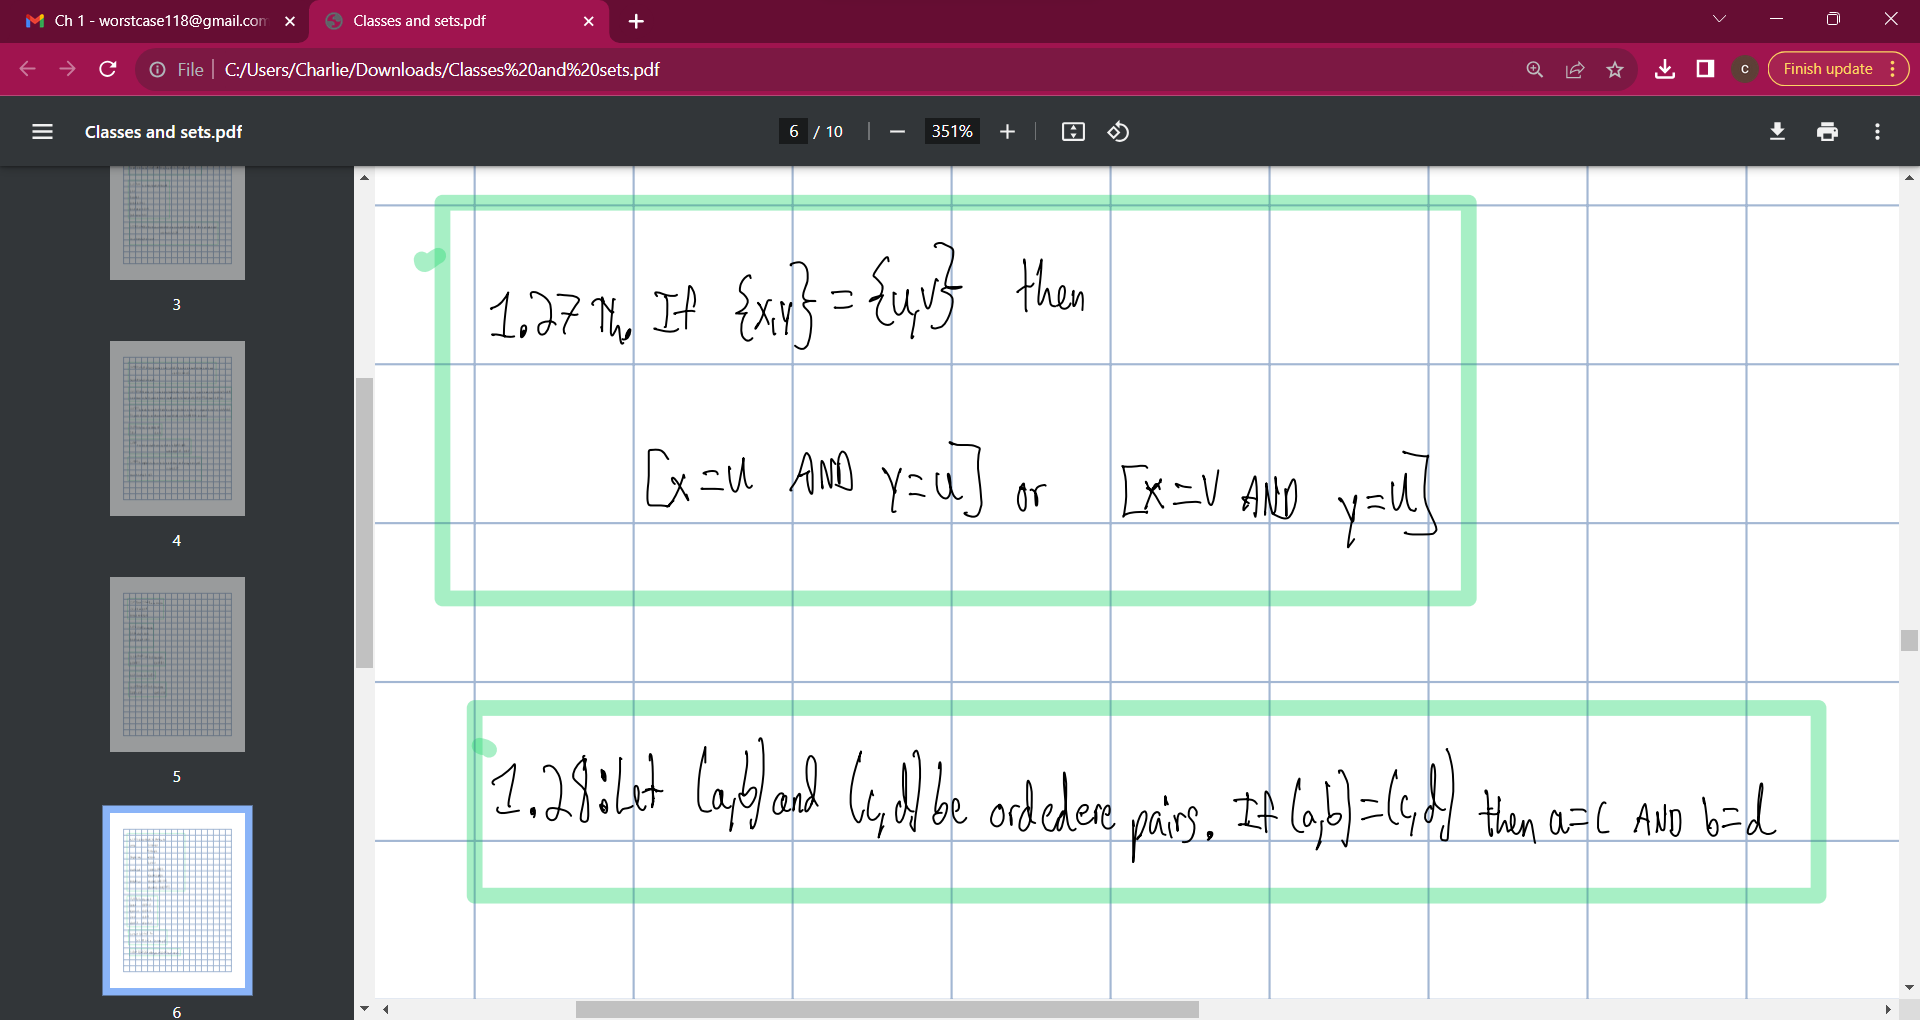 Ch 1 - worstcase118@gmail.com
Classes and sets.pdf
File
C:/Users/Charlie/Downloads/Classes%20and%20sets.pdf
C
Finish update
Classes and sets.pdf
6 / 10
351%
3
4
5
6
1.27 Th. If {x,y} = {u,v} then
[x=u AND y=u] or [x=v AND y=u]
1.28: Let (a,b) and (c,d) be ordedere pairs. If (a,b)=(c,d) then a=c AND b=d